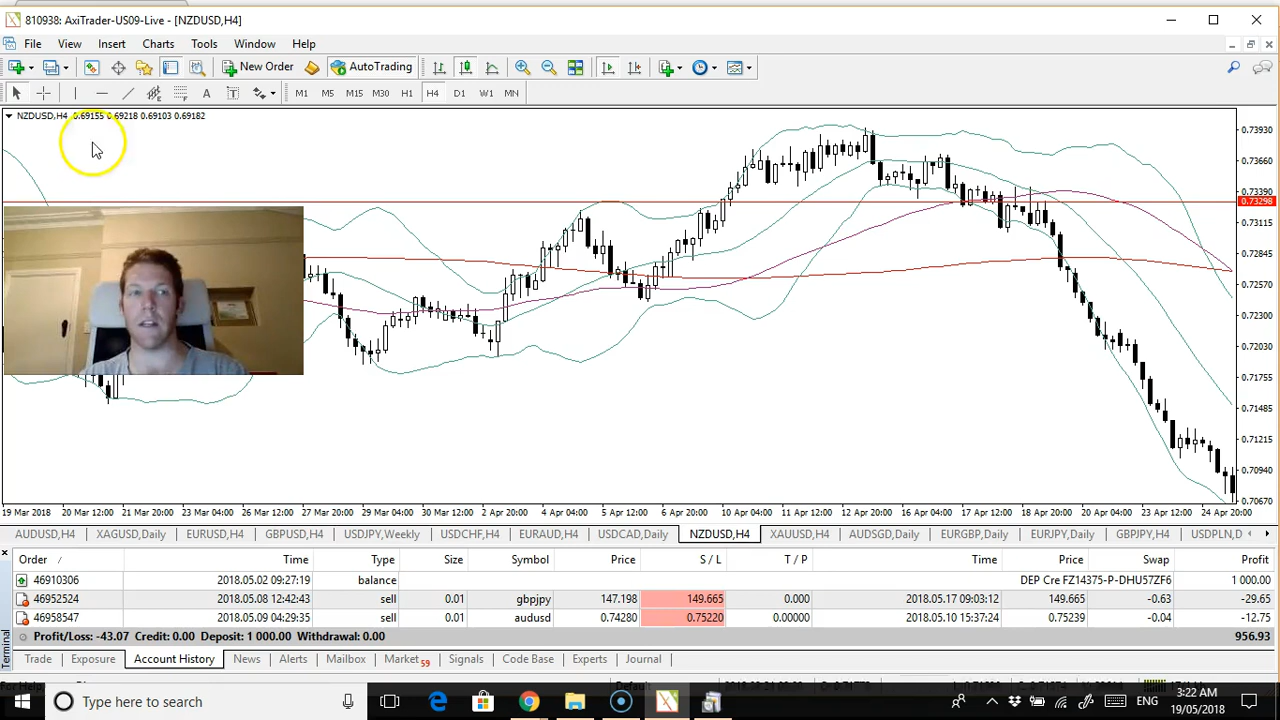 810938: AxiTrader-US09-Live - [NZDUSD,H4]
File View Insert Charts Tools Window Help
New Order AutoTrading
A T M1 M5 M15 M30 H1 H4 D1 W1 MN
NZDUSD,H4 0.69155 0.69218 0.69103 0.69182
0.73930
0.73660
0.73390
0.73298
0.73115
0.72845
0.72570
0.72300
0.72030
0.71755
0.71485
0.71215
0.70940
0.70670
19 Mar 2018 20 Mar 12:00 21 Mar 20:00 23 Mar 04:00 26 Mar 12:00 27 Mar 20:00 29 Mar 04:00 30 Mar 12:00 2 Apr 20:00 4 Apr 04:00 5 Apr 12:00 6 Apr 20:00 10 Apr 04:00 11 Apr 12:00 12 Apr 20:00 16 Apr 04:00 17 Apr 12:00 18 Apr 20:00 20 Apr 04:00 23 Apr 12:00 24 Apr 20:00
AUDUSD,H4 XAGUSD,Daily EURUSD,H4 GBPUSD,H4 USDJPY,Weekly USDCHF,H4 EURAUD,H4 USDCAD,Daily NZDUSD,H4 XAUUSD,H4 AUDSGD,Daily EURGBP,Daily EURJPY,Daily GBPJPY,H4 USDPLN,D
Order / Time Type Size Symbol Price S / L T / P Time Price Swap Profit
46910306 2018.05.02 09:27:19 balance DEP Cre FZ14375-P-DHU57ZF6 1 000.00
46952524 2018.05.08 12:42:43 sell 0.01 gbpjpy 147.198 149.665 0.000 2018.05.17 09:03:12 149.665 -0.63 -29.65
46958547 2018.05.09 04:29:35 sell 0.01 audusd 0.74280 0.75220 0.00000 2018.05.10 15:37:24 0.75239 -0.04 -12.75
Profit/Loss: -43.07 Credit: 0.00 Deposit: 1 000.00 Withdrawal: 0.00 956.93
Terminal
Trade Exposure Account History News Alerts Mailbox Market 59 Signals Code Base Experts Journal
Type here to search
ENG
3:22 AM
19/05/2018